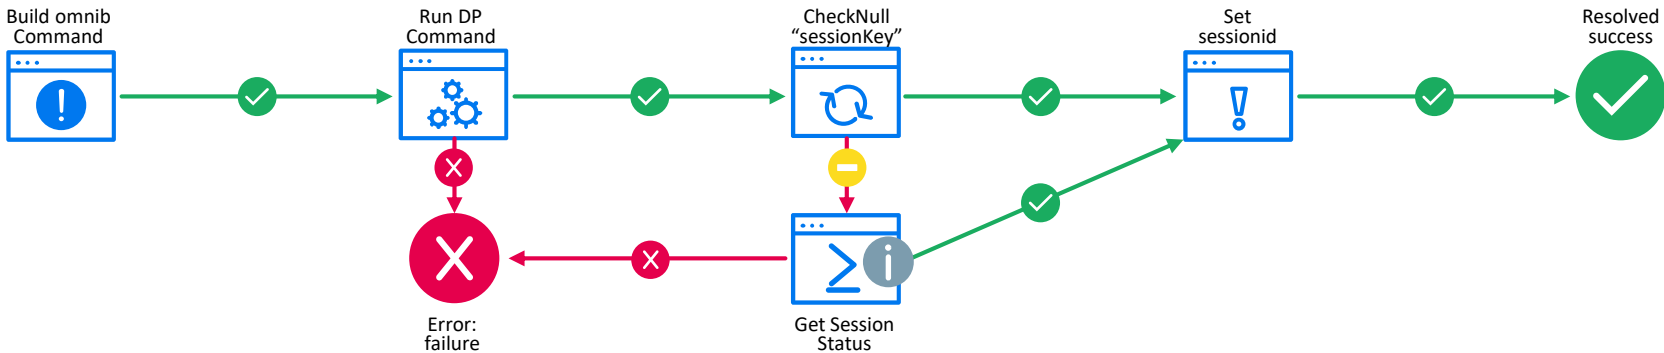 Build omnib
Command
Run DP
Command
CheckNull
“sessionKey”
Set
sessionid
Resolved
success
Error:
failure
Get Session
Status